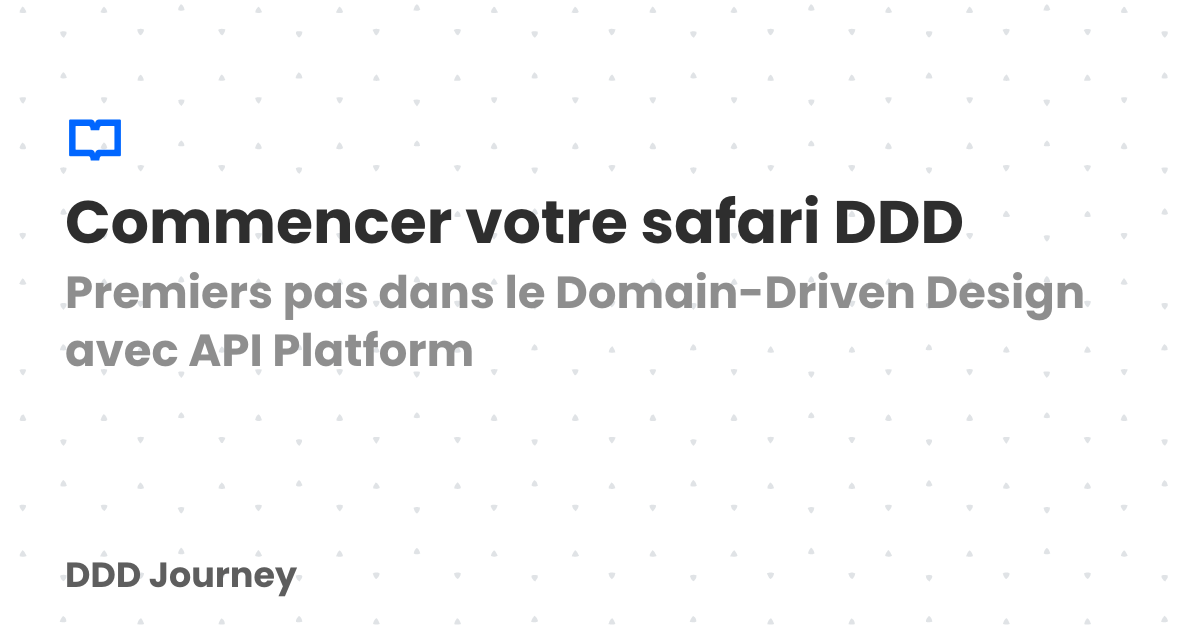 Commencer votre safari DDD
Premiers pas dans le Domain-Driven Design
avec API Platform
DDD Journey